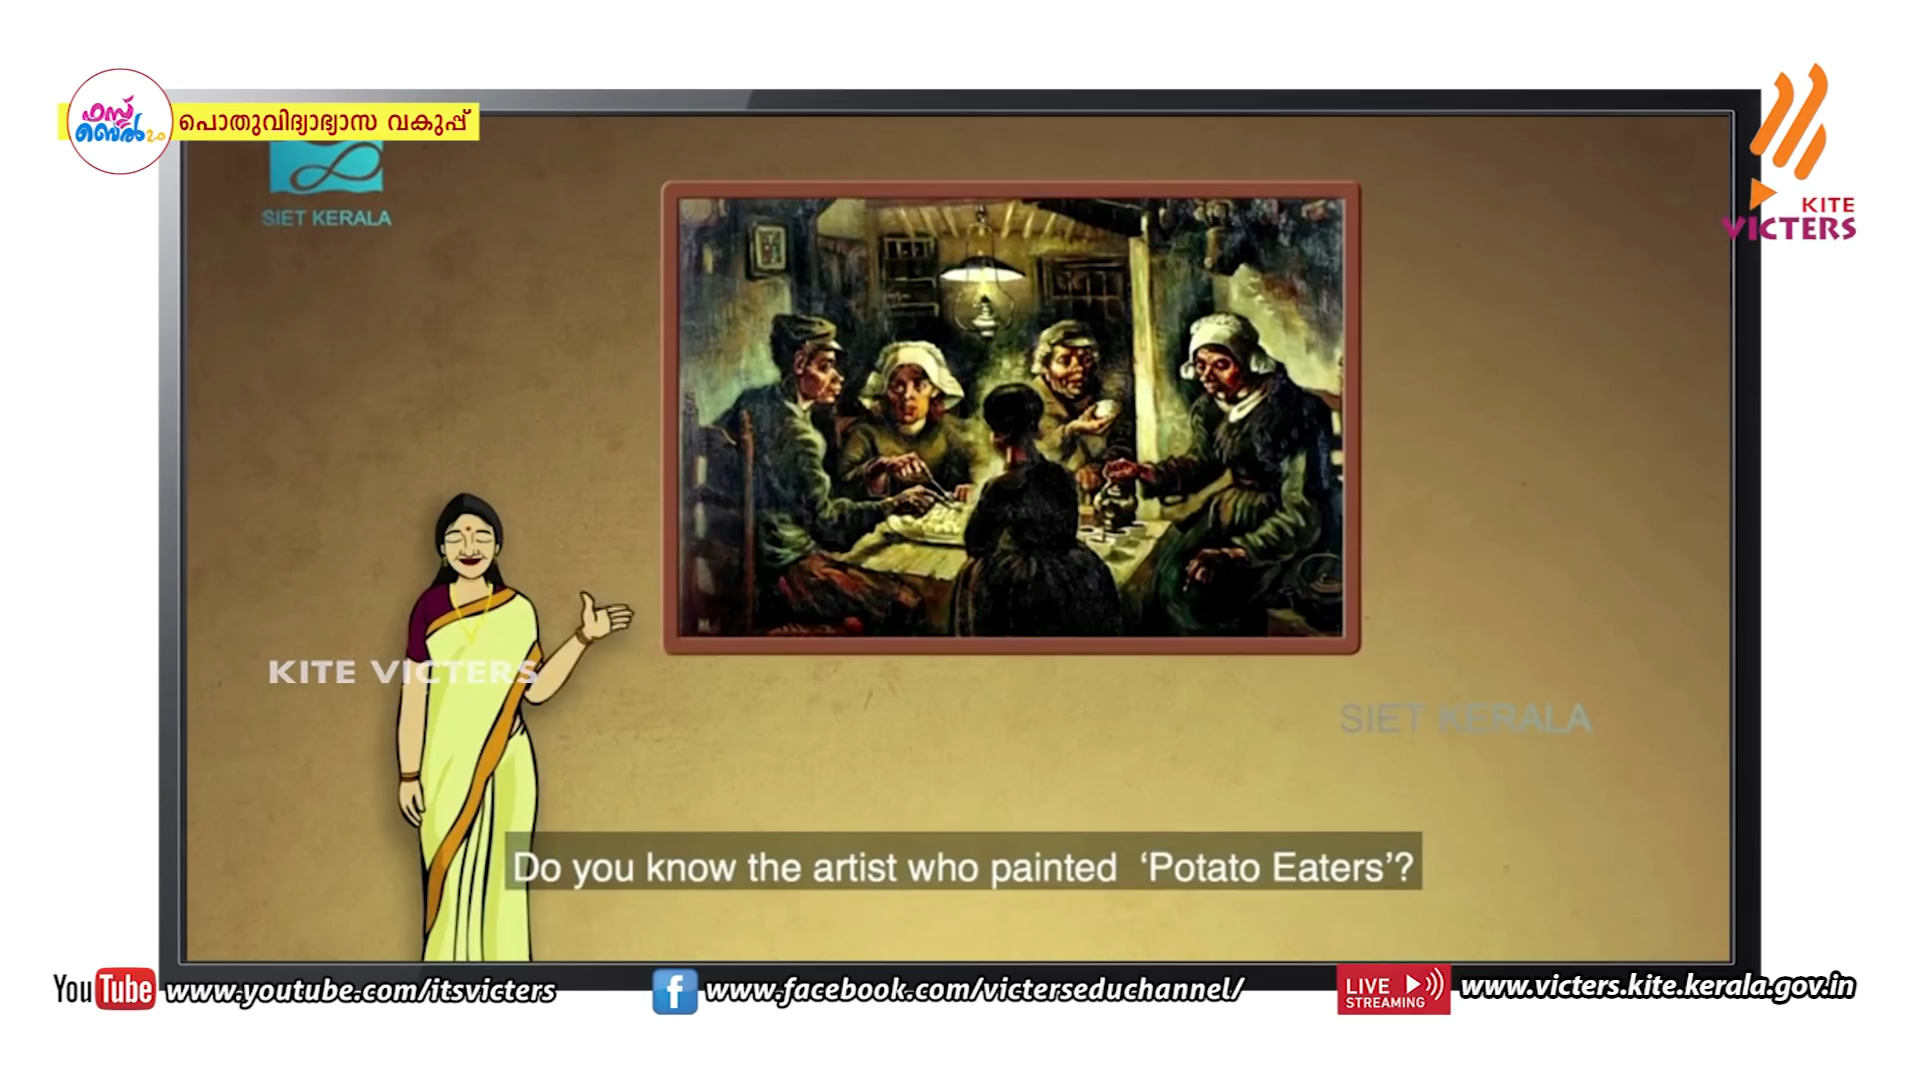 ഫസ്റ്റ്
ബെൽ 2.0
പൊതുവിദ്യാഭ്യാസ വകുപ്പ്
SIET KERALA
KITE
VICTERS
KITE VICTERS
SIET KERALA
Do you know the artist who painted ‘Potato Eaters’?
YouTube www.youtube.com/itsvicters
f www.facebook.com/victerseduchannel/
LIVE
STREAMING
www.victers.kite.kerala.gov.in